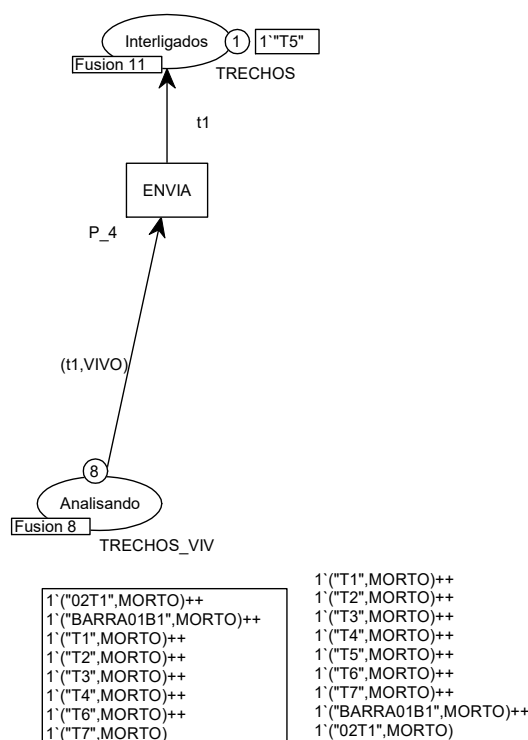 Interligados 1 1`"T5"
Fusion 11
TRECHOS
t1
ENVIA
P_4
(t1,VIVO)
8
Analisando
Fusion 8
TRECHOS_VIV
1`("02T1",MORTO)++
1`("BARRA01B1",MORTO)++
1`("T1",MORTO)++
1`("T2",MORTO)++
1`("T3",MORTO)++
1`("T4",MORTO)++
1`("T6",MORTO)++
1`("T7",MORTO)
1`("T1",MORTO)++
1`("T2",MORTO)++
1`("T3",MORTO)++
1`("T4",MORTO)++
1`("T5",MORTO)++
1`("T6",MORTO)++
1`("T7",MORTO)++
1`("BARRA01B1",MORTO)++
1`("02T1",MORTO)